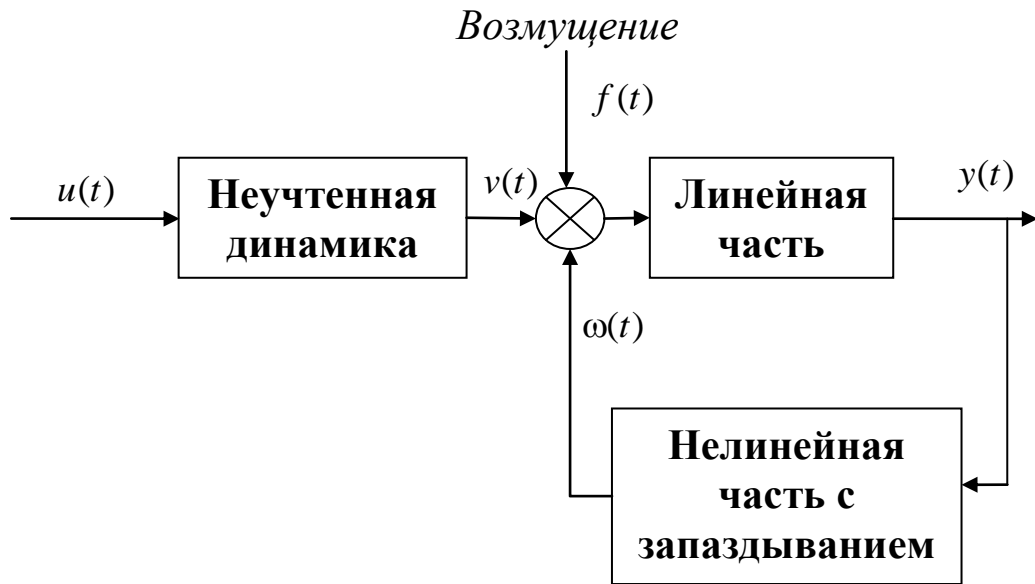 Возмущение
f(t)
u(t)
Неучтенная
динамика
v(t)
Линейная
часть
y(t)
ω(t)
Нелинейная
часть с
запаздыванием